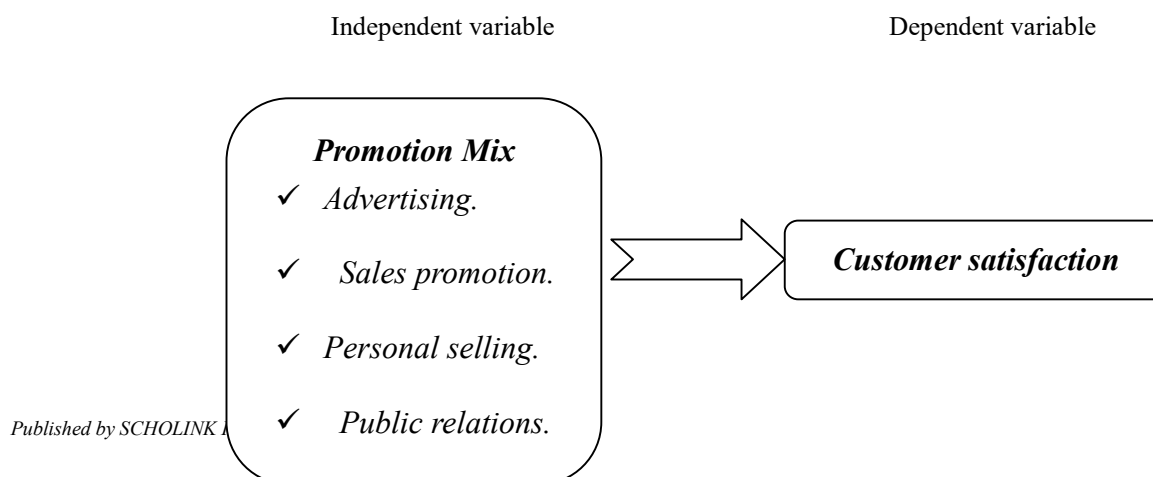 Independent variable
Dependent variable
Promotion Mix
✓ Advertising.
✓ Sales promotion.
✓ Personal selling.
✓ Public relations.
Customer satisfaction
Published by SCHOLINK